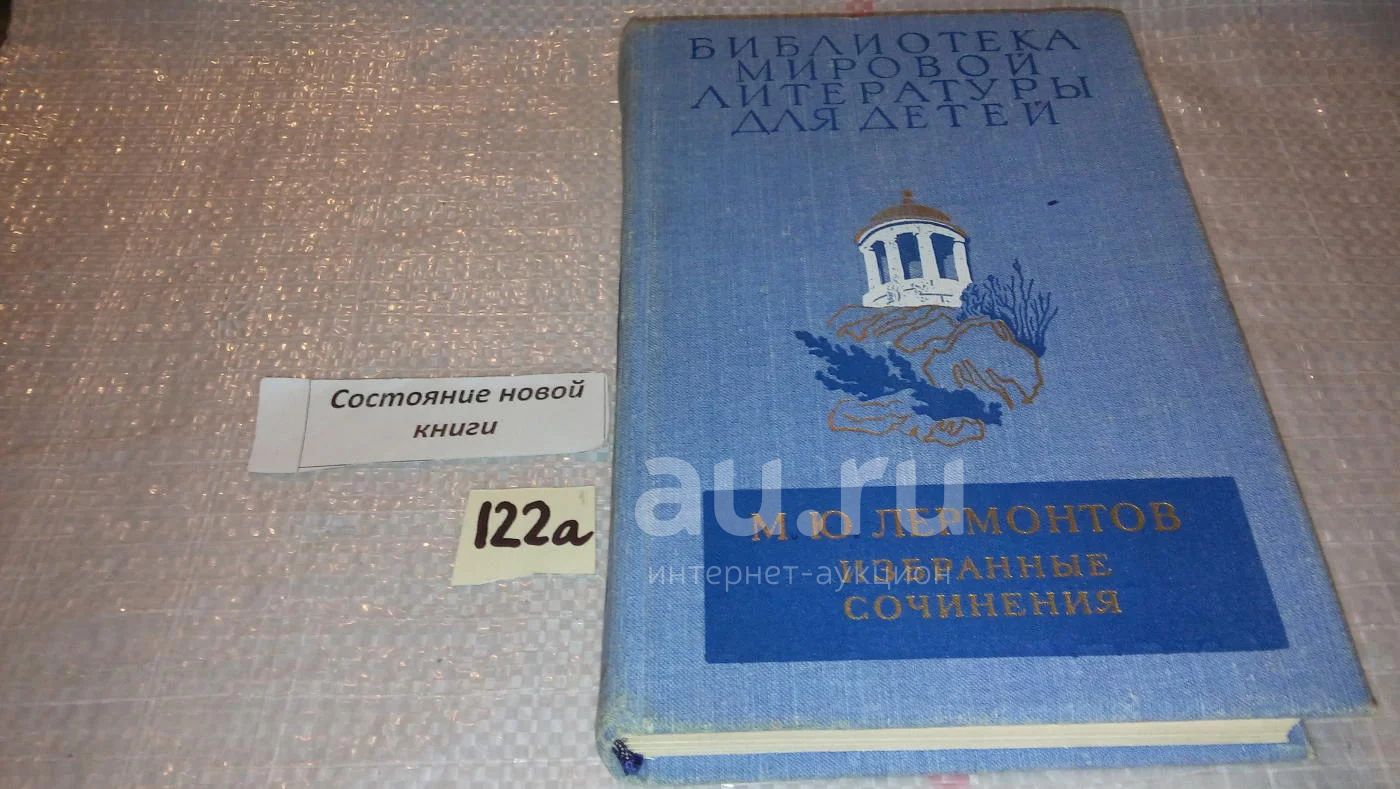 БИБЛИОТЕКА
МИРОВОЙ
ЛИТЕРАТУРЫ
ДЛЯ ДЕТЕЙ
Состояние новой
книги
122а
au.ru
интернет-аукцион
М. Ю. ЛЕРМОНТОВ
ИЗБРАННЫЕ
СОЧИНЕНИЯ